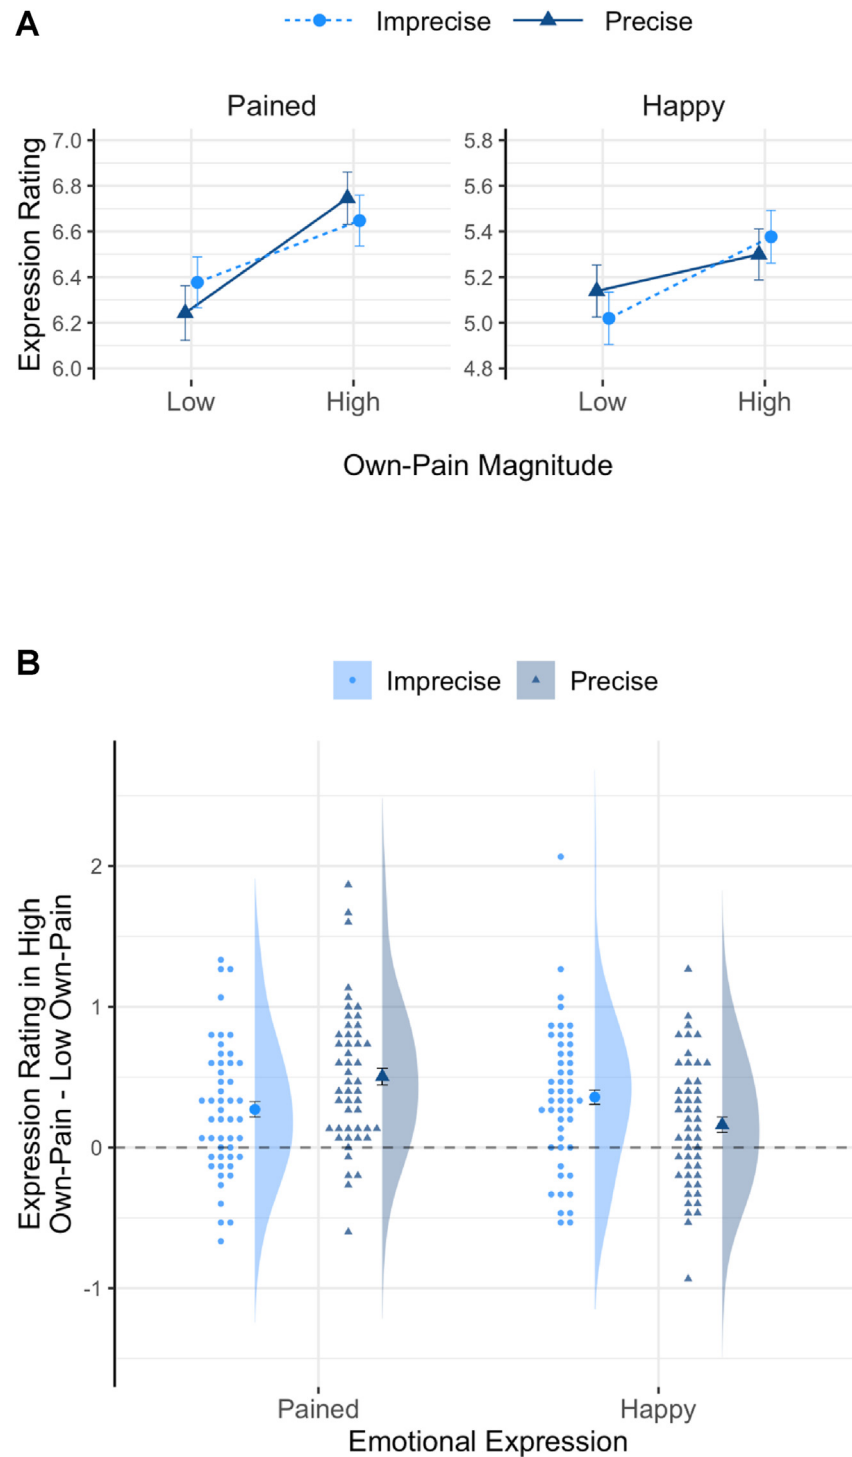 A
Imprecise Precise
Pained Happy
Expression Rating
7.0
6.8
6.6
6.4
6.2
6.0
5.8
5.6
5.4
5.2
5.0
4.8
Low High Low High
Own-Pain Magnitude
B
Imprecise Precise
Expression Rating in High
Own-Pain - Low Own-Pain
2
1
0
-1
Pained Happy
Emotional Expression